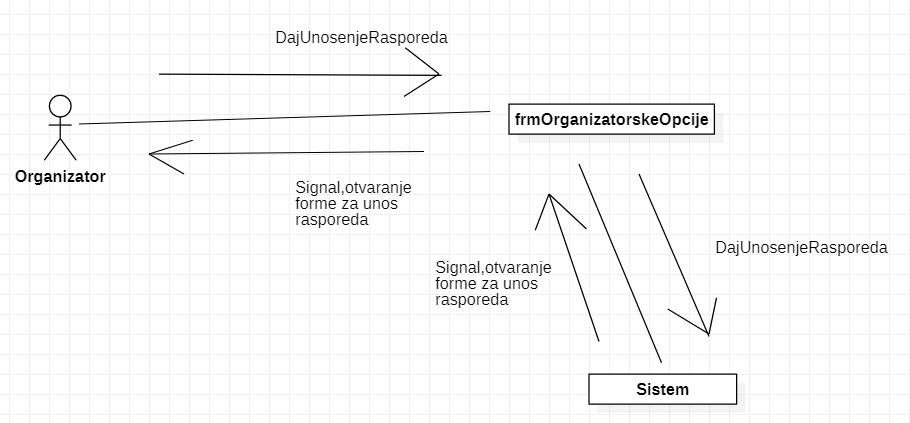 DajUnosenjeRasporeda
frmOrganizatorskeOpcije
Organizator
Signal,otvaranje
forme za unos
rasporeda
DajUnosenjeRasporeda
Signal,otvaranje
forme za unos
rasporeda
Sistem